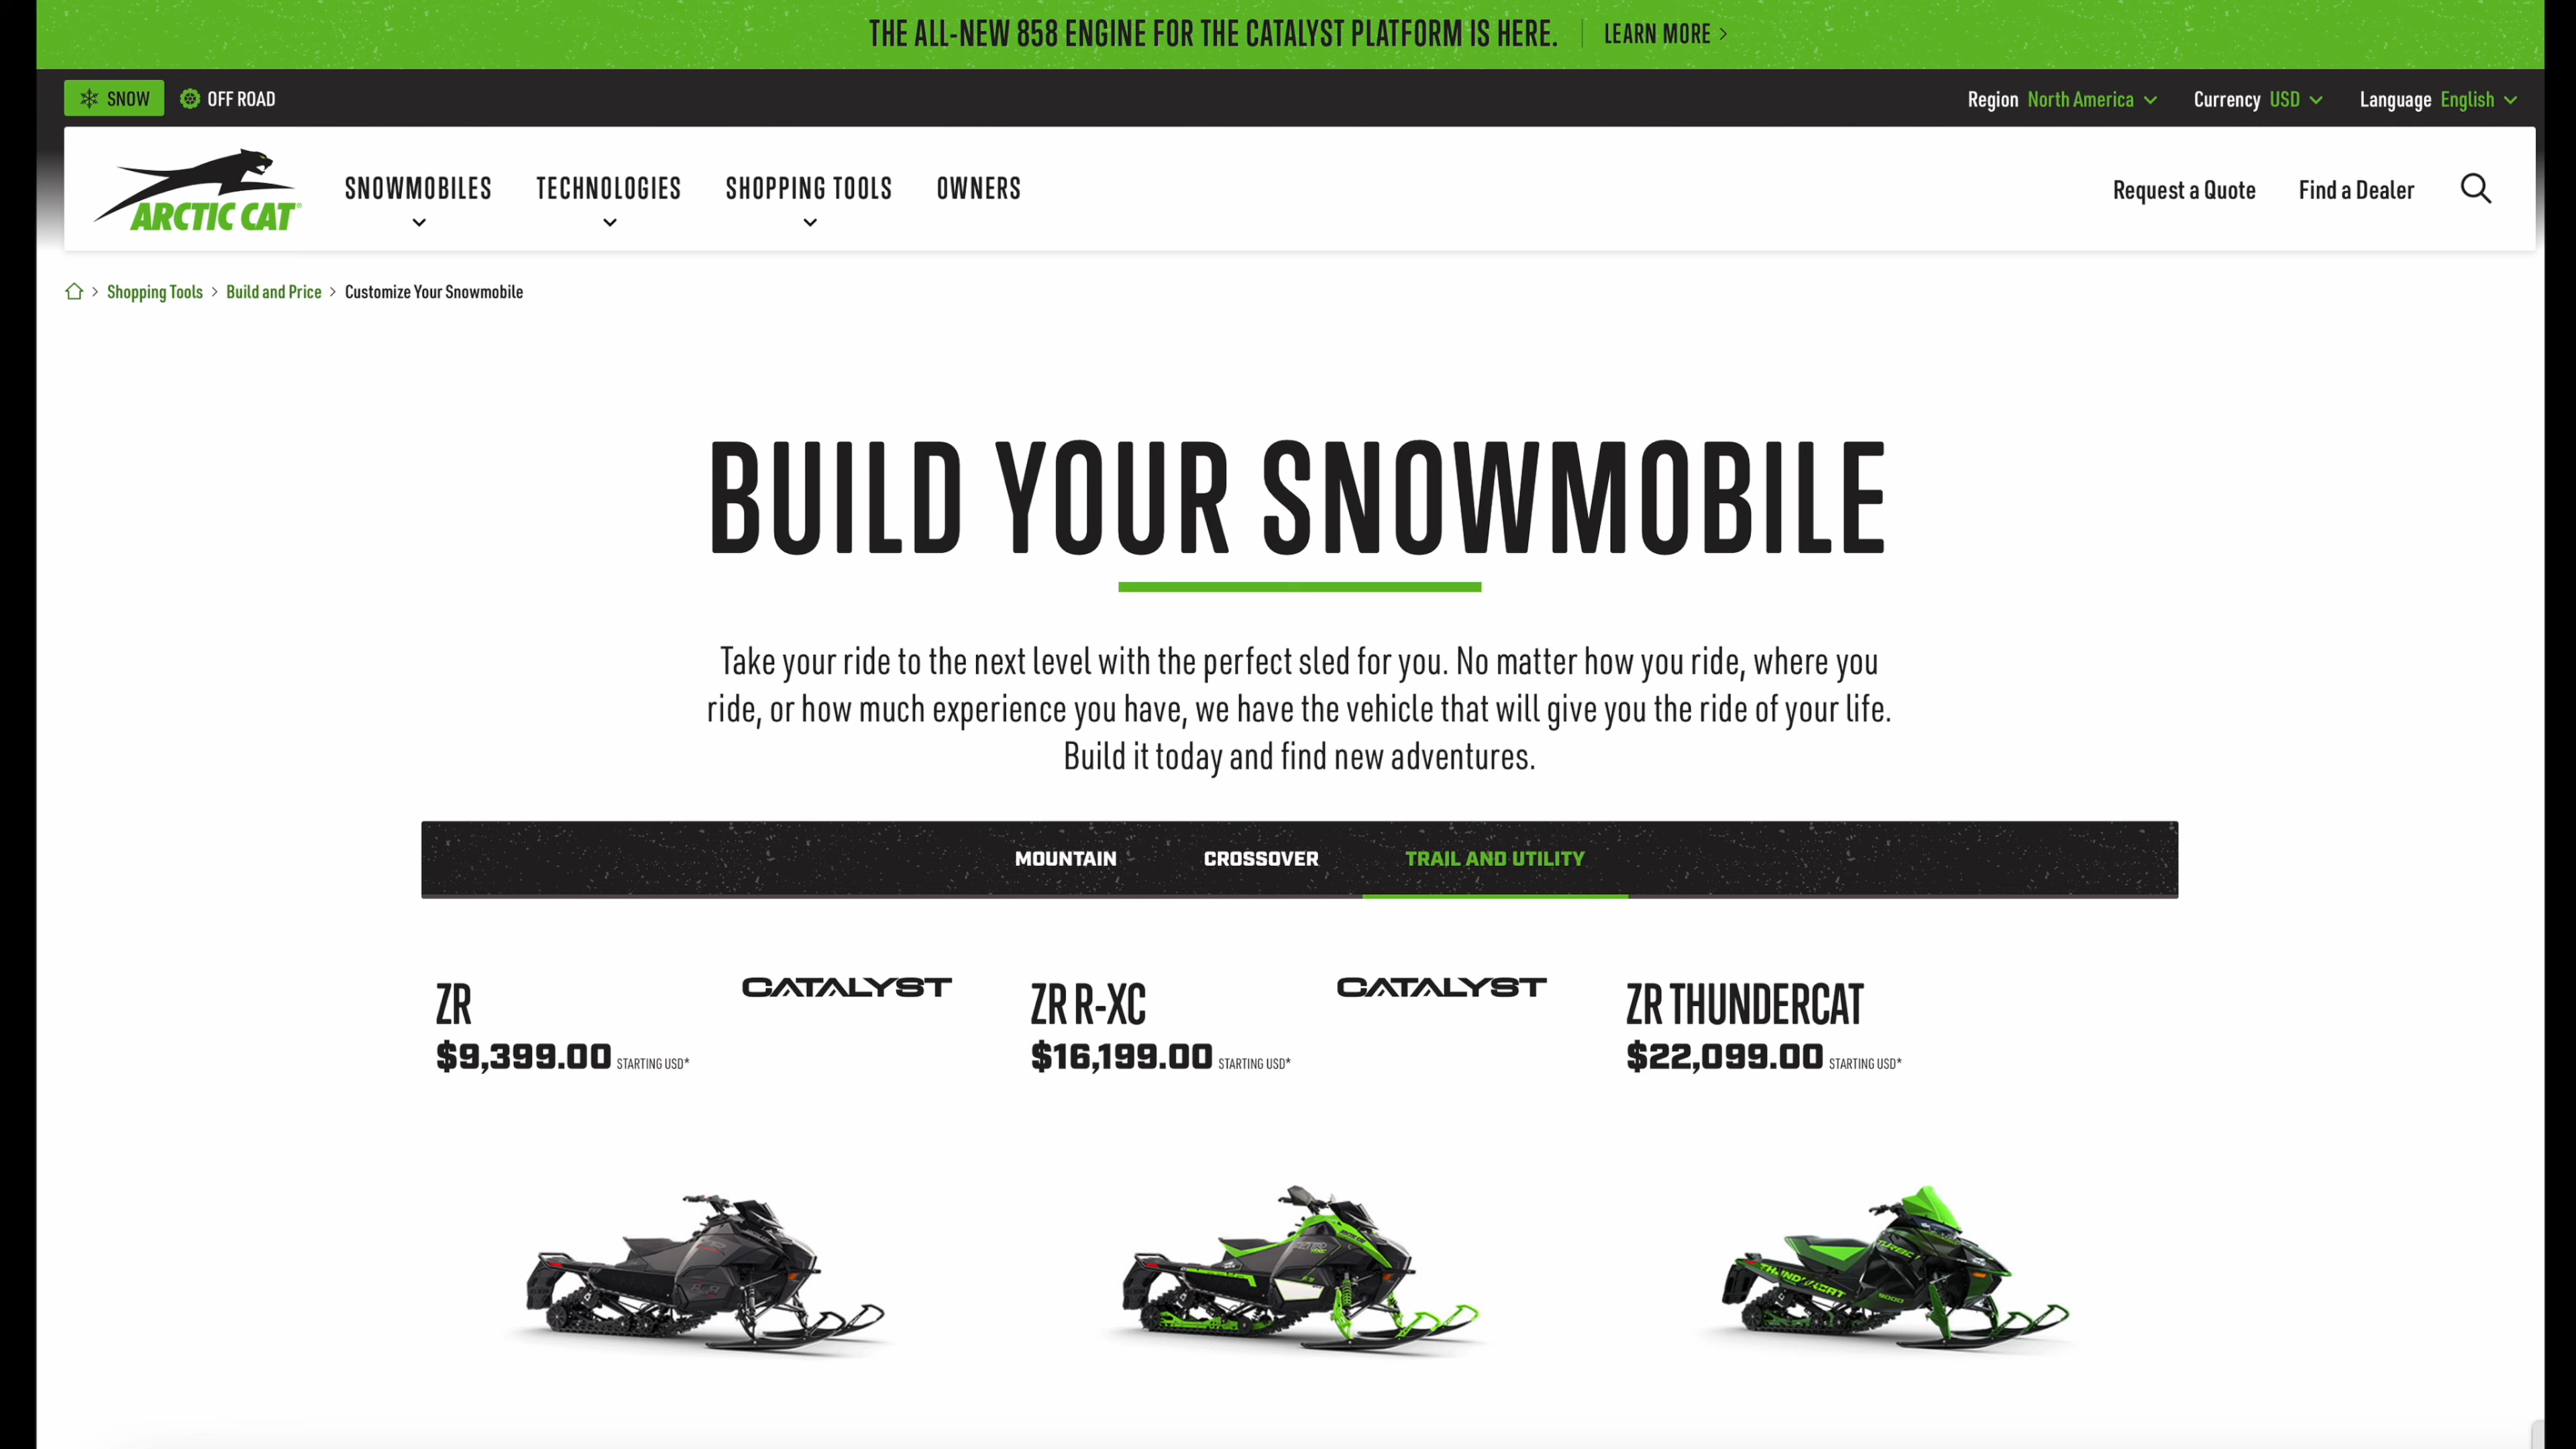 THE ALL-NEW 858 ENGINE FOR THE CATALYST PLATFORM IS HERE. LEARN MORE
SNOW OFF ROAD Region North America Currency USD Language English
ARCTIC CAT SNOWMOBILES TECHNOLOGIES SHOPPING TOOLS OWNERS Request a Quote Find a Dealer
Shopping Tools > Build and Price > Customize Your Snowmobile
BUILD YOUR SNOWMOBILE
Take your ride to the next level with the perfect sled for you. No matter how you ride, where you
ride, or how much experience you have, we have the vehicle that will give you the ride of your life.
Build it today and find new adventures.
MOUNTAIN CROSSOVER TRAIL AND UTILITY
ZR CATALYST
$9,399.00 STARTING USD*
ZR R-XC CATALYST
$16,199.00 STARTING USD*
ZR THUNDERCAT
$22,099.00 STARTING USD*
THUNDERCAT
9000